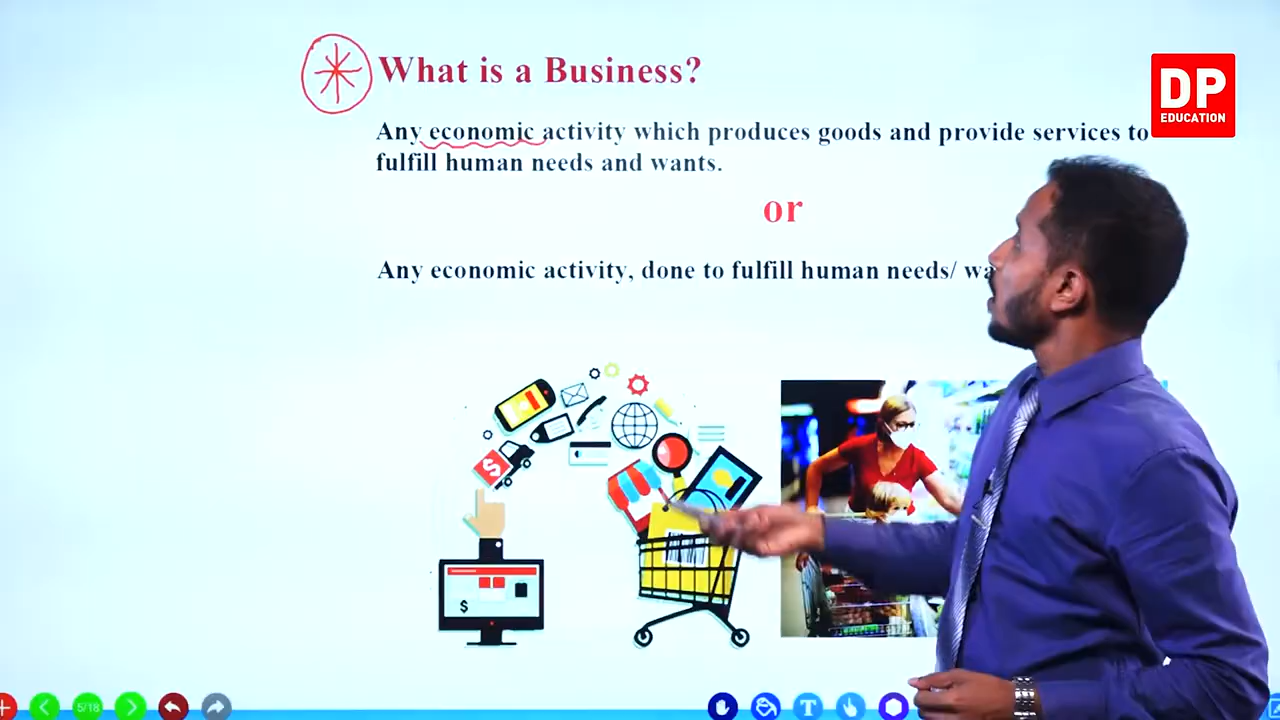 What is a Business?
DP
EDUCATION
Any economic activity which produces goods and provide services to
fulfill human needs and wants.
or
Any economic activity, done to fulfill human needs/
$
$
5/18
T